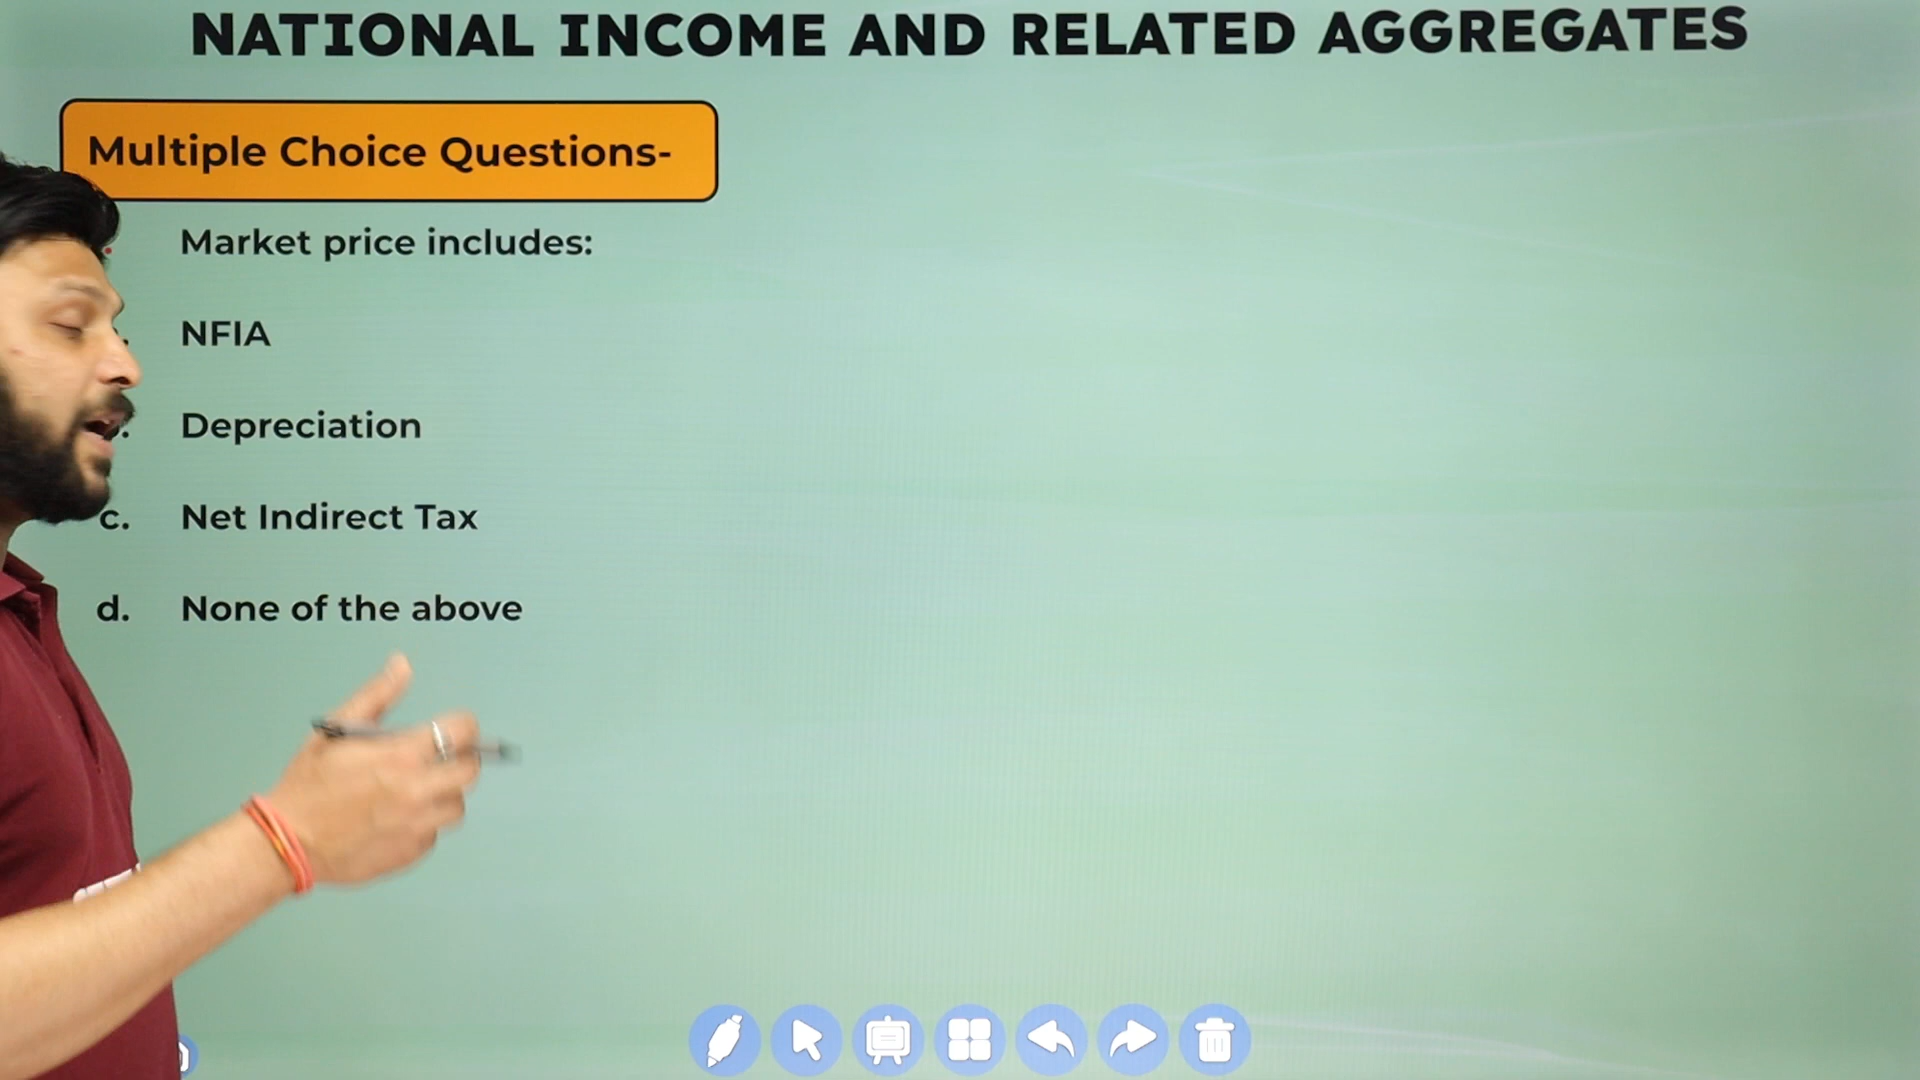 NATIONAL INCOME AND RELATED AGGREGATES
Multiple Choice Questions-
Market price includes:
NFIA
Depreciation
c. Net Indirect Tax
d. None of the above